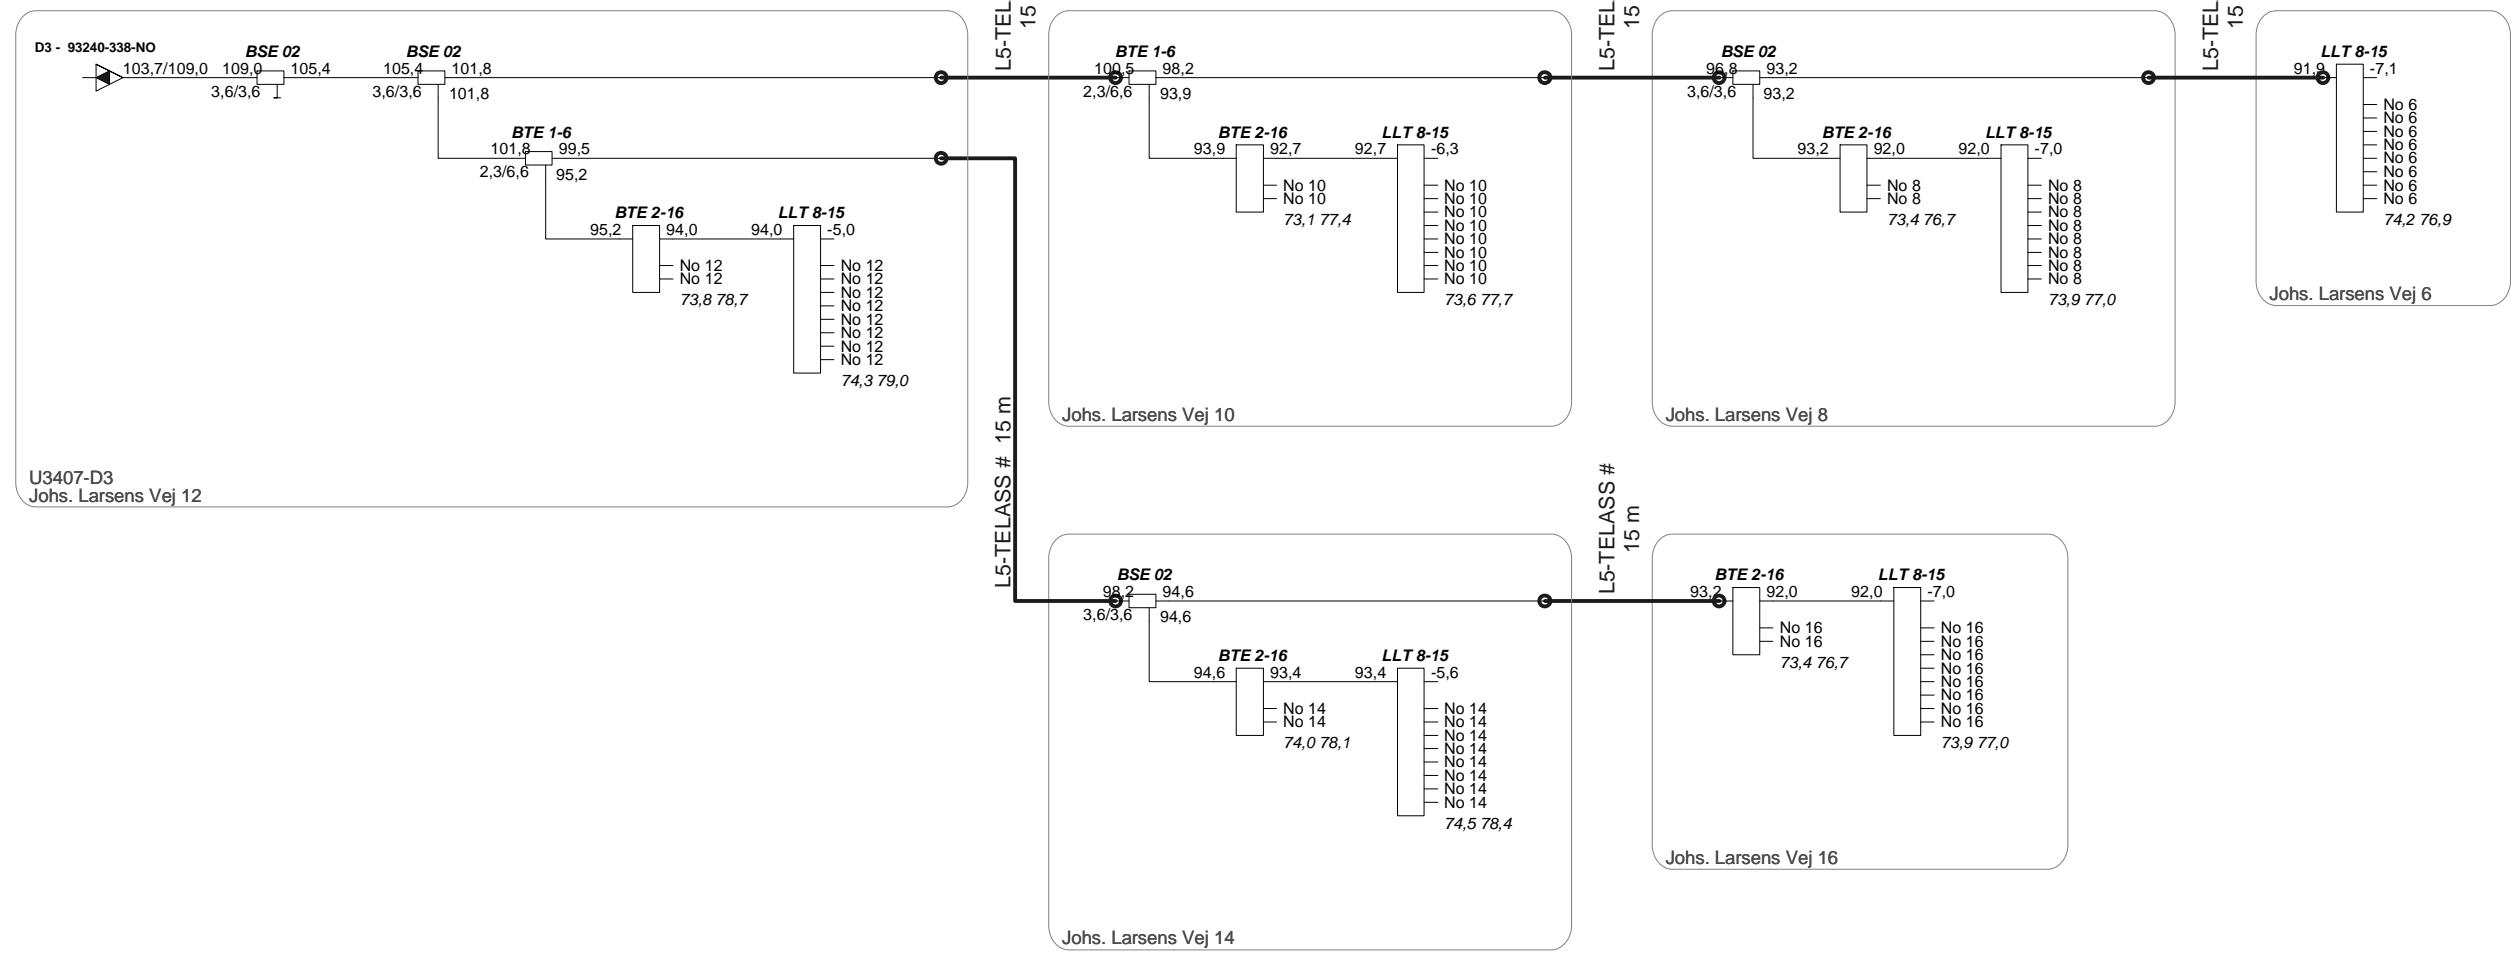 D3 - 93240-338-NO
BSE 02
103,7/109,0
109,0
105,4
3,6/3,6
BSE 02
105,4
101,8
3,6/3,6
101,8
BTE 1-6
101,8
99,5
2,3/6,6
95,2
BTE 2-16
95,2
94,0
No 12
No 12
73,8 78,7
LLT 8-15
94,0
-5,0
No 12
No 12
No 12
No 12
No 12
No 12
No 12
No 12
74,3 79,0
U3407-D3
Johs. Larsens Vej 12
L5-TEL
15
BTE 1-6
100,5
98,2
2,3/6,6
93,9
BTE 2-16
93,9
92,7
No 10
No 10
73,1 77,4
LLT 8-15
92,7
-6,3
No 10
No 10
No 10
No 10
No 10
No 10
No 10
No 10
73,6 77,7
Johs. Larsens Vej 10
L5-TEL
15
BSE 02
96,8
93,2
3,6/3,6
93,2
BTE 2-16
93,2
92,0
No 8
No 8
73,4 76,7
LLT 8-15
92,0
-7,0
No 8
No 8
No 8
No 8
No 8
No 8
No 8
No 8
73,9 77,0
Johs. Larsens Vej 8
L5-TEL
15
LLT 8-15
91,9
-7,1
No 6
No 6
No 6
No 6
No 6
No 6
No 6
No 6
74,2 76,9
Johs. Larsens Vej 6
L5-TELASS # 15 m
BSE 02
98,2
94,6
3,6/3,6
94,6
BTE 2-16
94,6
93,4
No 14
No 14
74,0 78,1
LLT 8-15
93,4
-5,6
No 14
No 14
No 14
No 14
No 14
No 14
No 14
No 14
74,5 78,4
Johs. Larsens Vej 14
L5-TELASS #
15 m
BTE 2-16
93,2
92,0
No 16
No 16
73,4 76,7
LLT 8-15
92,0
-7,0
No 16
No 16
No 16
No 16
No 16
No 16
No 16
No 16
73,9 77,0
Johs. Larsens Vej 16